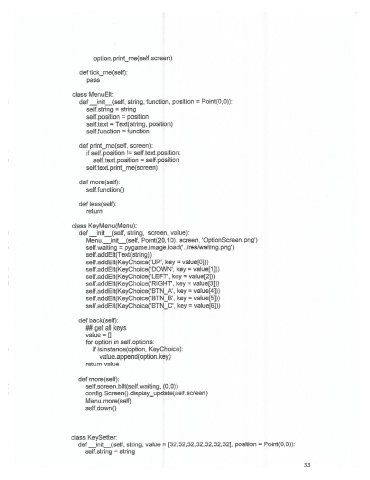 option.print_me(self.screen)
def tick_me(self):
pass
class MenuElt:
def __init__(self, string, function, position = Point(0,0)):
self.string = string
self.position = position
self.text = Text(string, position)
self.function = function
def print_me(self, screen):
if self.position != self.text.position:
self.text.position = self.position
self.text.print_me(screen)
def more(self):
self.function()
def less(self):
return
class KeyMenu(Menu):
def __init__(self, string, screen, value):
Menu.__init__(self, Point(20,10), screen, 'OptionScreen.png')
self.waiting = pygame.image.load('../res/waiting.png')
self.addElt(Text(string))
self.addElt(KeyChoice('UP', key = value[0]))
self.addElt(KeyChoice('DOWN', key = value[1]))
self.addElt(KeyChoice('LEFT', key = value[2]))
self.addElt(KeyChoice('RIGHT', key = value[3]))
self.addElt(KeyChoice('BTN_A', key = value[4]))
self.addElt(KeyChoice('BTN_B', key = value[5]))
self.addElt(KeyChoice('BTN_C', key = value[6]))
def back(self):
## get all keys
value = []
for option in self.options:
if isinstance(option, KeyChoice):
value.append(option.key)
return value
def more(self):
self.screen.blit(self.waiting, (0,0))
config.Screen().display_update(self.screen)
Menu.more(self)
self.down()
class KeySetter:
def __init__(self, string, value = [32,32,32,32,32,32,32], position = Point(0,0)):
self.string = string
33